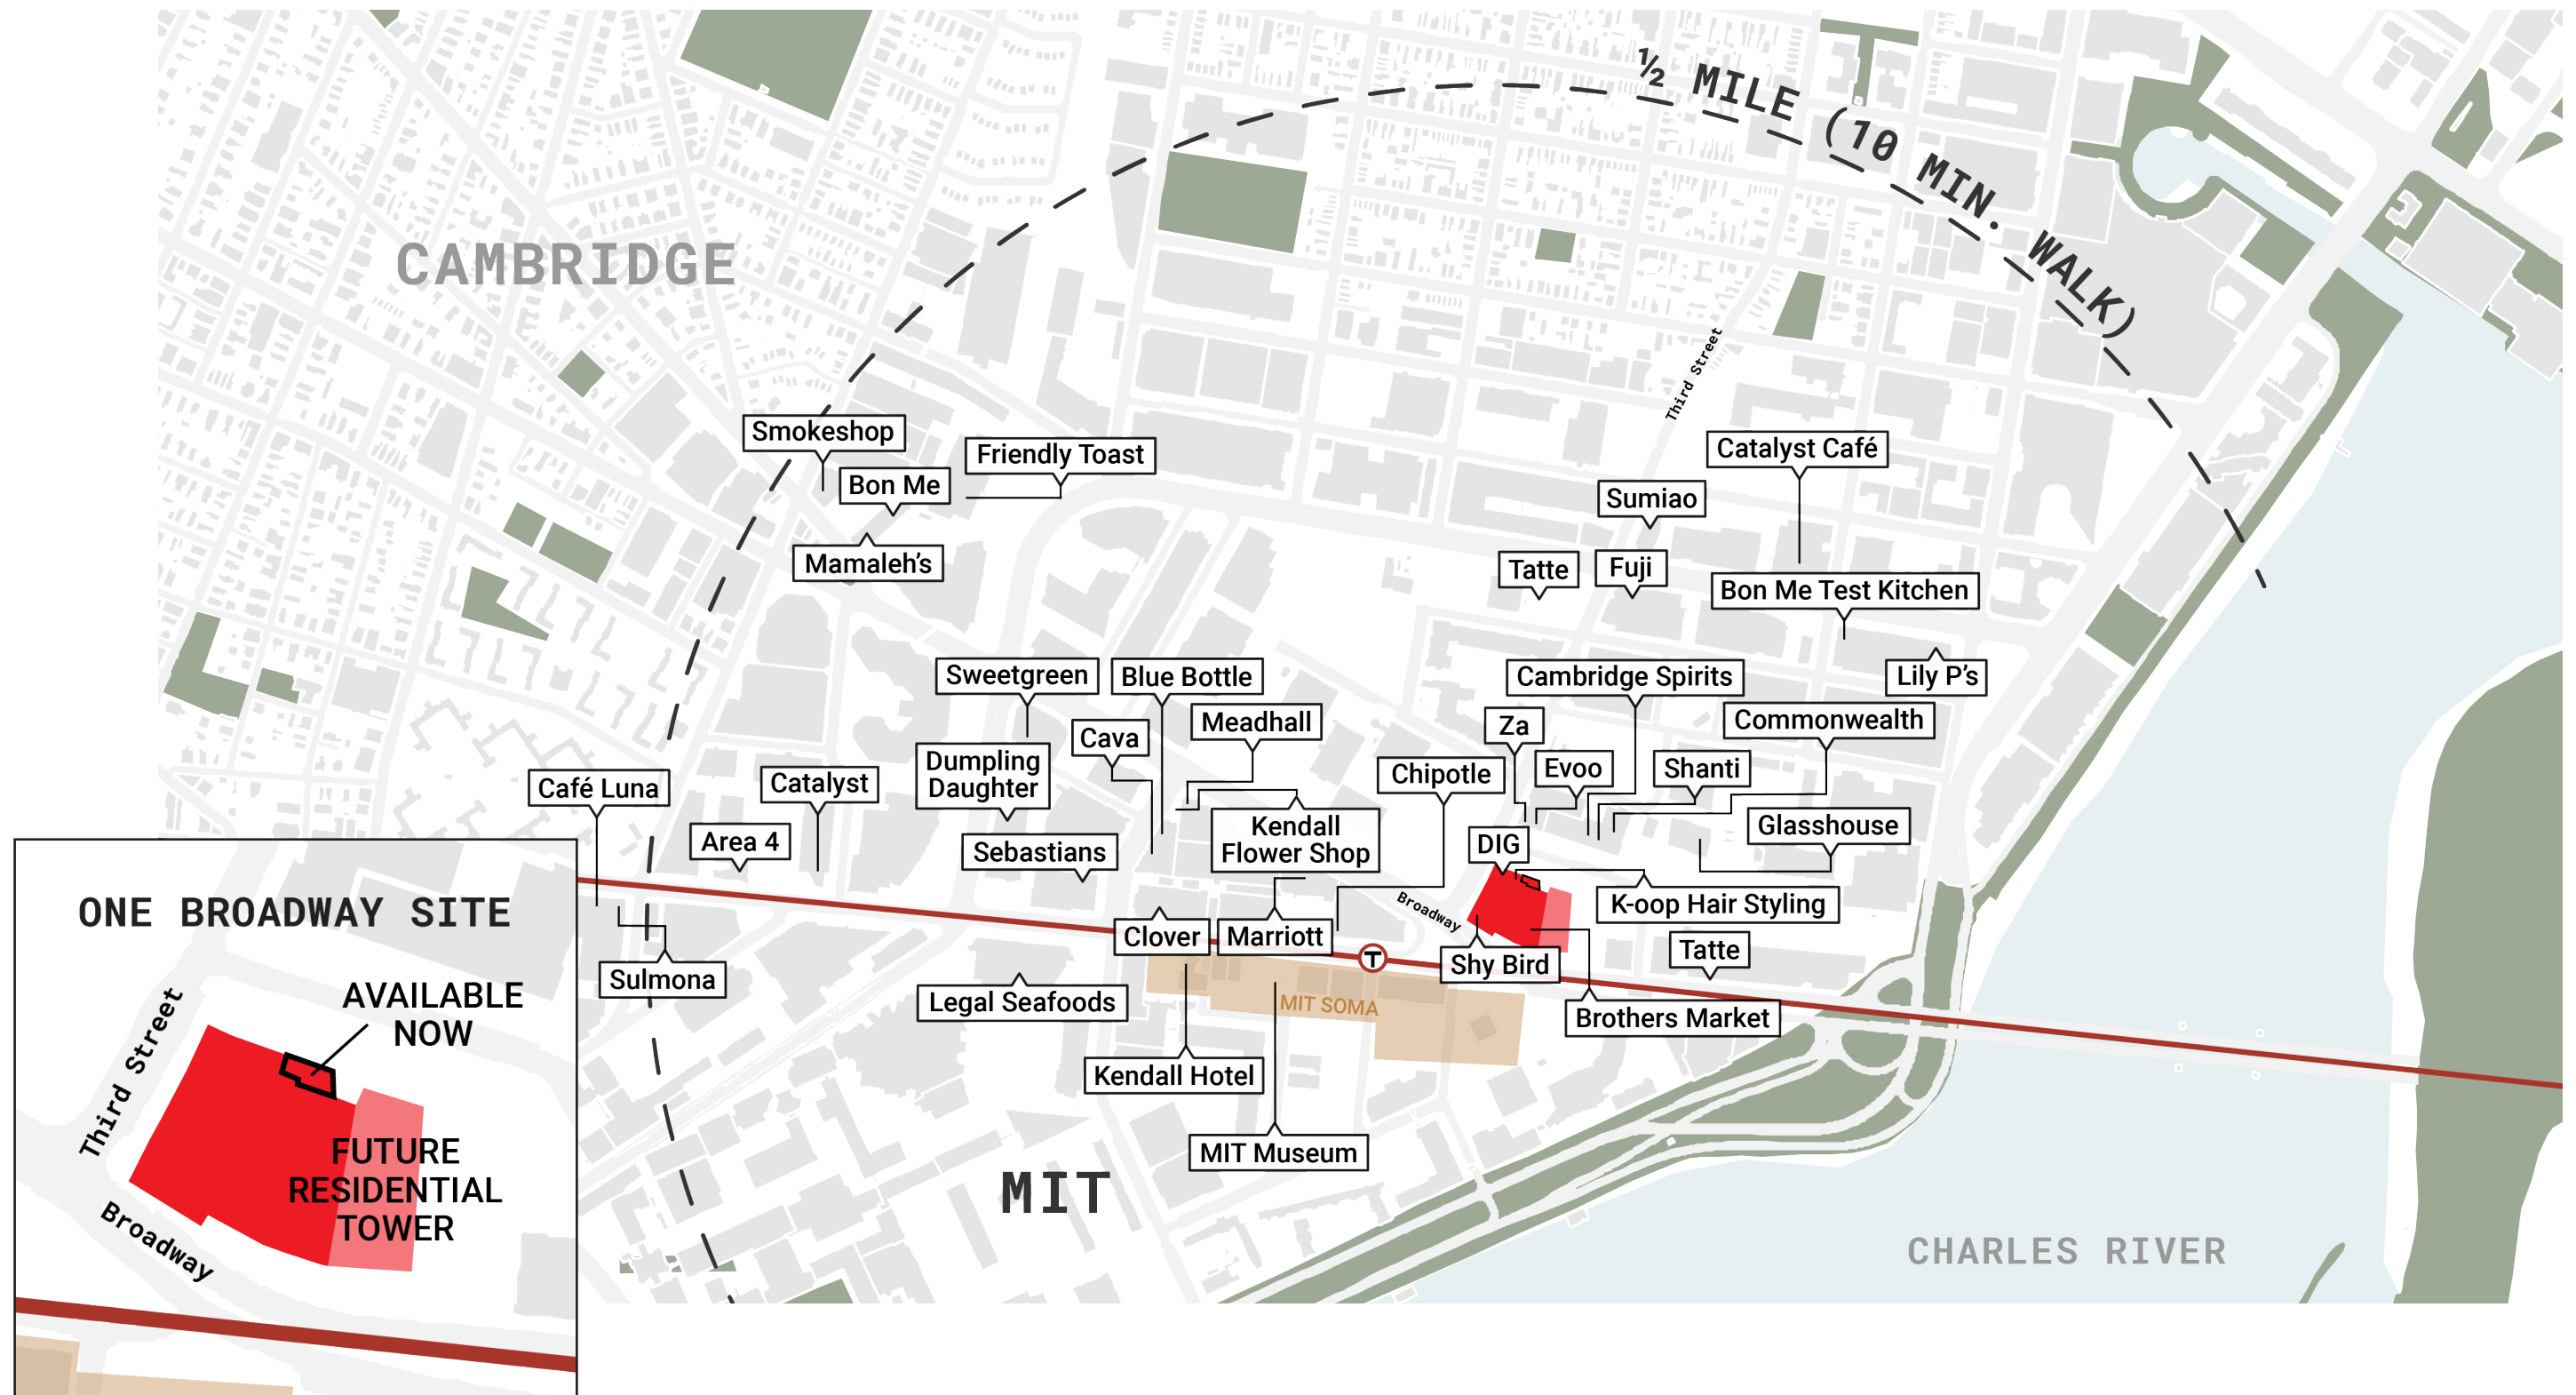 ½ MILE (10 MIN. WALK)
CAMBRIDGE
Third Street
Smokeshop
Friendly Toast
Catalyst Café
Bon Me
Sumiao
Mamaleh's
Tatte
Fuji
Bon Me Test Kitchen
Sweetgreen
Blue Bottle
Cambridge Spirits
Lily P's
Meadhall
Za
Commonwealth
Cava
Dumpling
Daughter
Chipotle
Evoo
Shanti
Café Luna
Catalyst
Kendall
Flower Shop
Glasshouse
Area 4
Sebastians
DIG
Broadway
K-oop Hair Styling
Clover
Marriott
T
Shy Bird
Tatte
Sulmona
Legal Seafoods
MIT SOMA
Brothers Market
Kendall Hotel
MIT Museum
MIT
CHARLES RIVER
ONE BROADWAY SITE
AVAILABLE
NOW
Third Street
FUTURE
RESIDENTIAL
TOWER
Broadway